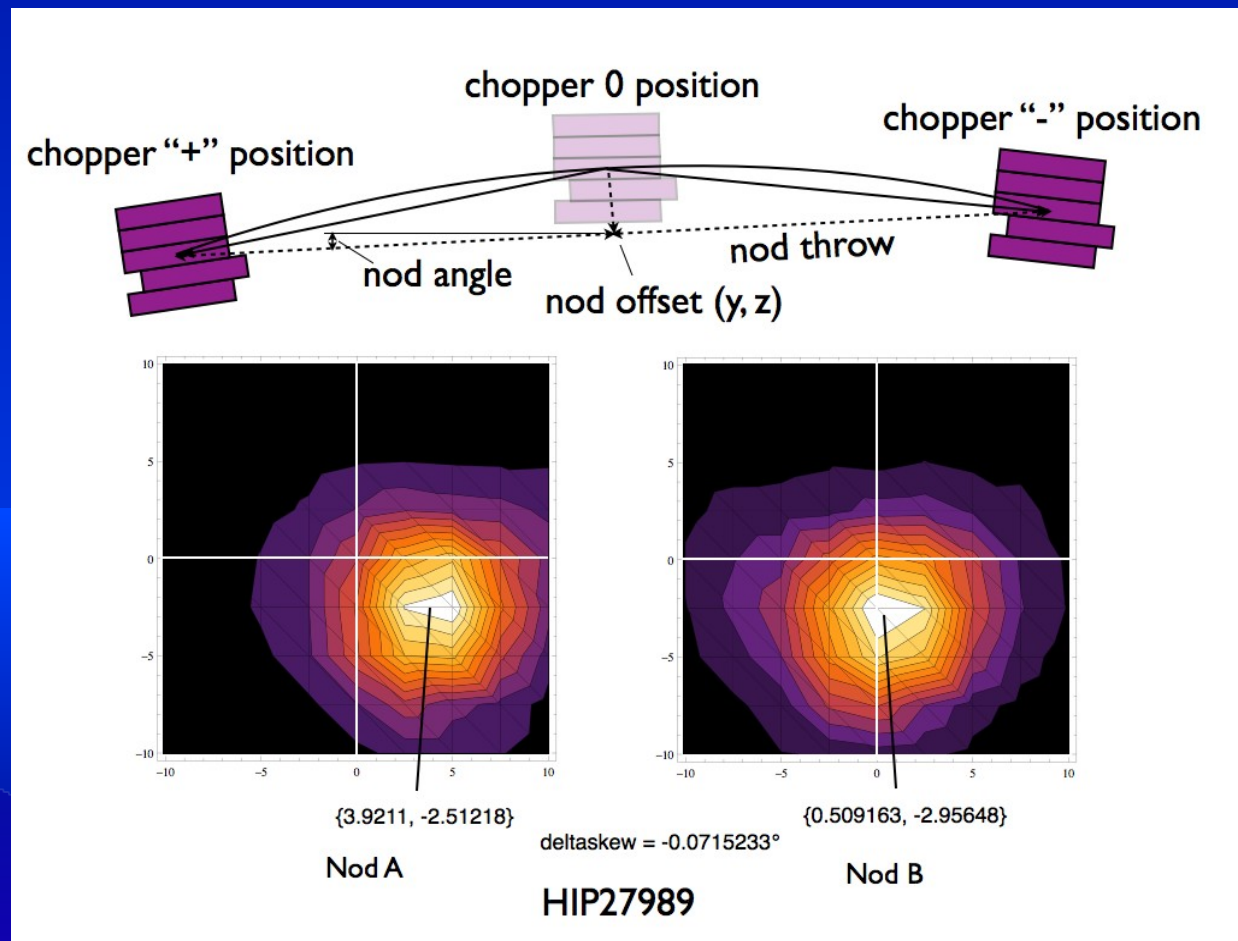 chopper 0 position
chopper “-” position
chopper “+” position
nod throw
nod angle
nod offset (y, z)
10
5
0
−5
−10
−10
−5
0
5
10
10
5
0
−5
−10
−10
−5
0
5
10
{3.9211, -2.51218}
{0.509163, -2.95648}
deltaskew = -0.0715233°
Nod A
Nod B
HIP27989